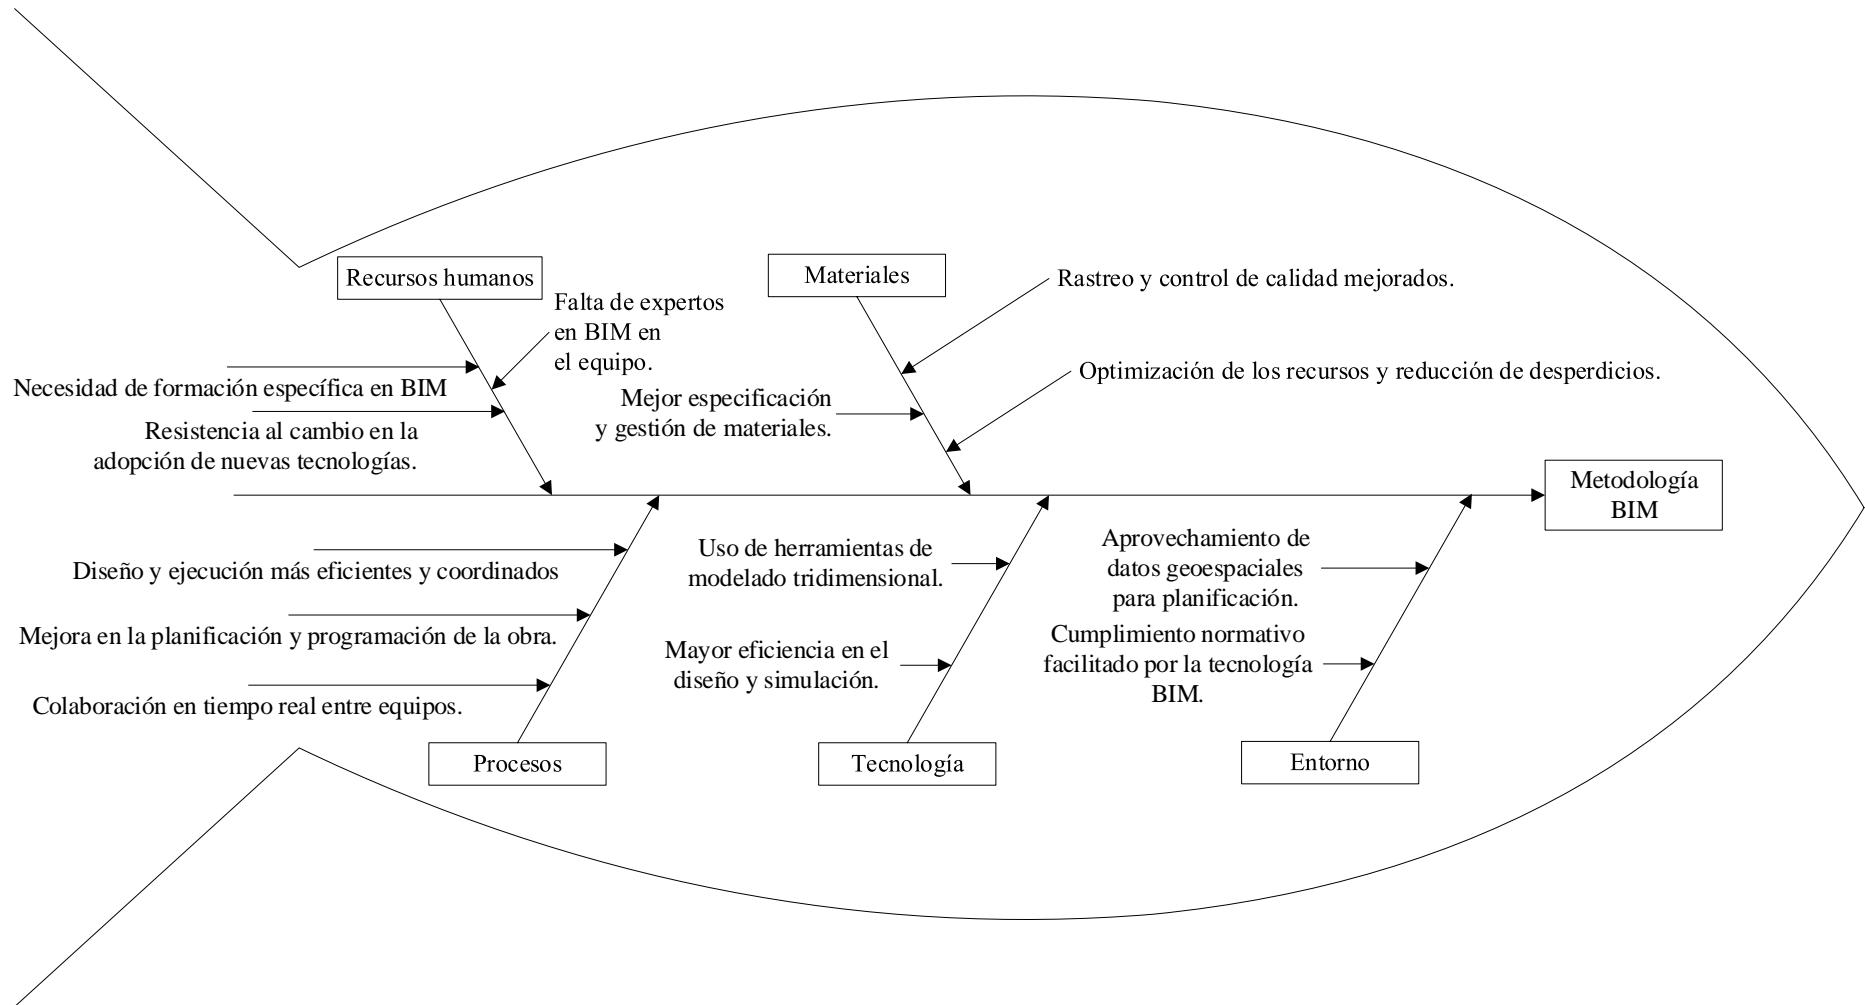 Recursos humanos
Falta de expertos
en BIM en
el equipo.
Necesidad de formación específica en BIM
Resistencia al cambio en la
adopción de nuevas tecnologías.
Materiales
Rastreo y control de calidad mejorados.
Optimización de los recursos y reducción de desperdicios.
Mejor especificación
y gestión de materiales.
Metodología
BIM
Diseño y ejecución más eficientes y coordinados
Mejora en la planificación y programación de la obra.
Colaboración en tiempo real entre equipos.
Procesos
Uso de herramientas de
modelado tridimensional.
Mayor eficiencia en el
diseño y simulación.
Tecnología
Aprovechamiento de
datos geoespaciales
para planificación.
Cumplimiento normativo
facilitado por la tecnología
BIM.
Entorno